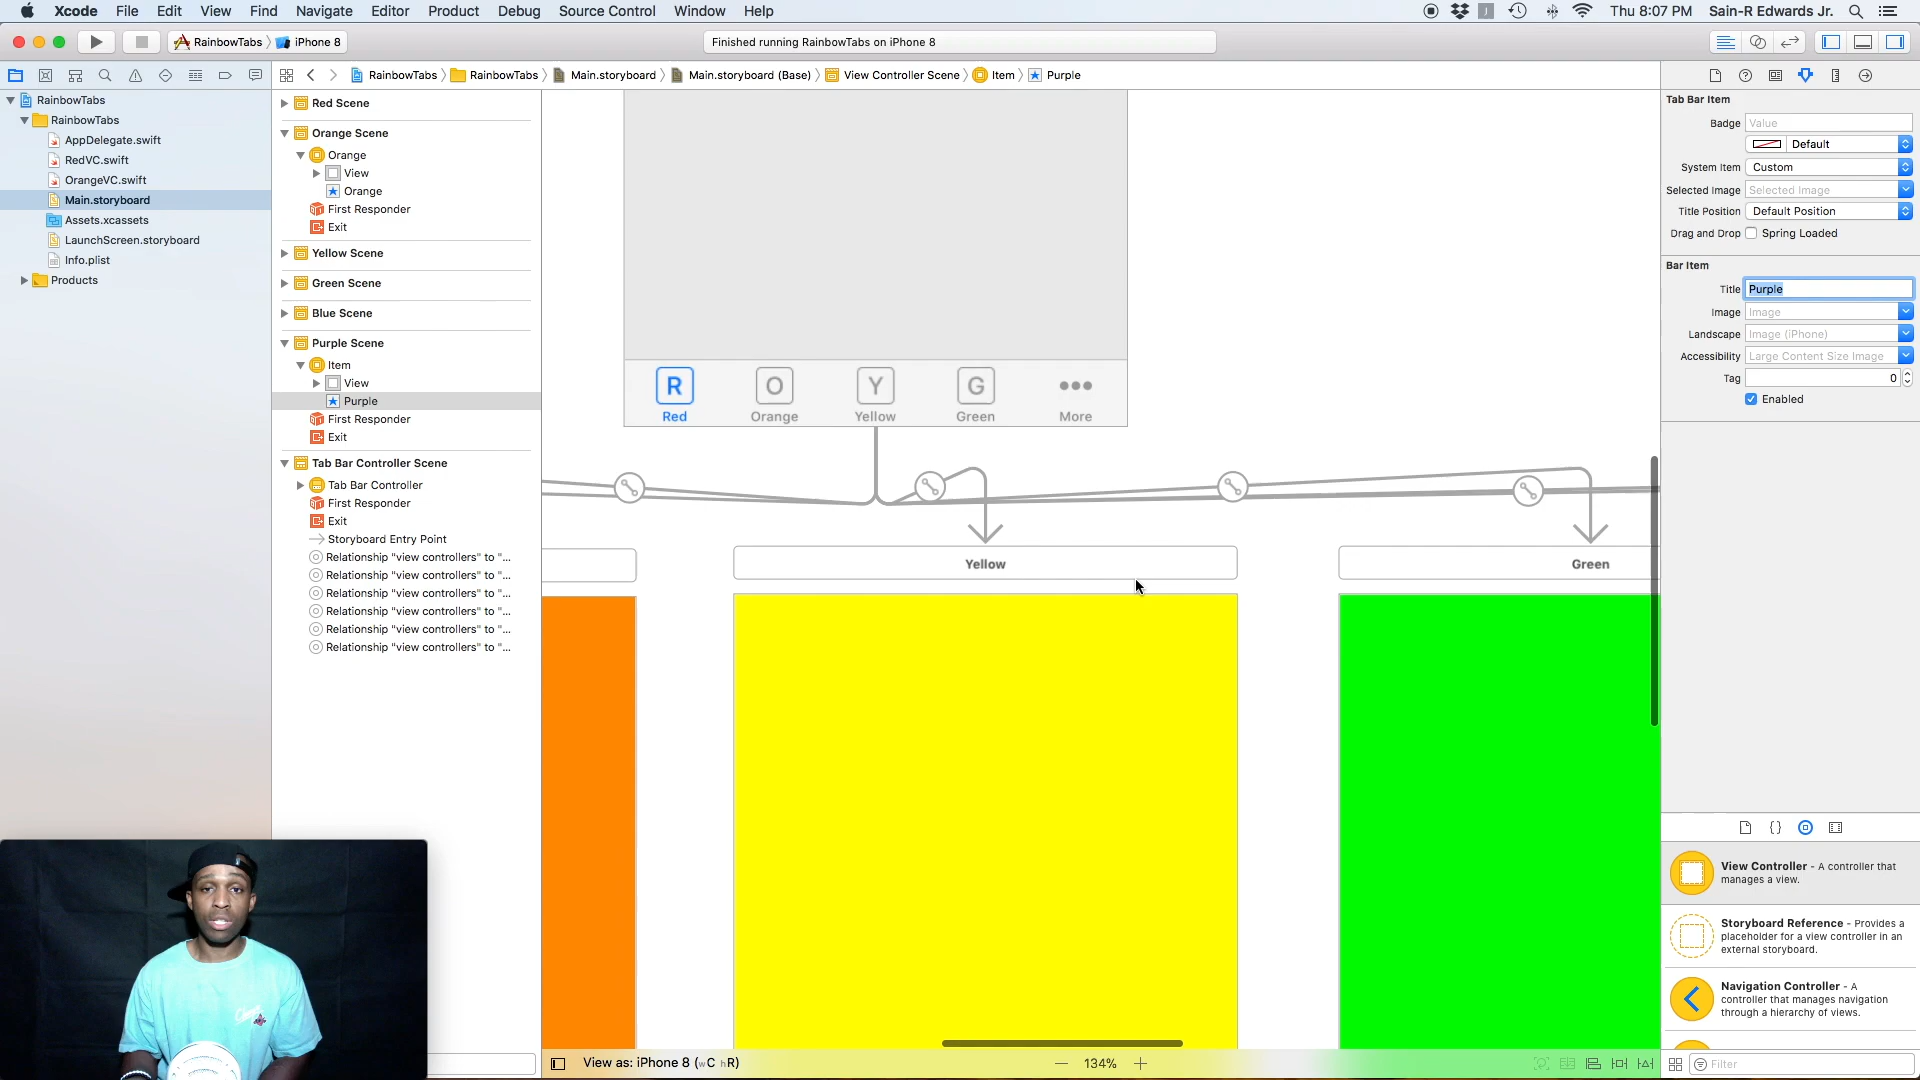 Xcode File Edit View Find Navigate Editor Product Debug Source Control Window Help
Thu 8:07 PM Sain-R Edwards Jr.
RainbowTabs iPhone 8
Finished running RainbowTabs on iPhone 8
RainbowTabs RainbowTabs Main.storyboard Main.storyboard (Base) View Controller Scene Item Purple
RainbowTabs
RainbowTabs
AppDelegate.swift
RedVC.swift
OrangeVC.swift
Main.storyboard
Assets.xcassets
LaunchScreen.storyboard
Info.plist
Products
Red Scene
Orange Scene
Orange
View
Orange
First Responder
Exit
Yellow Scene
Green Scene
Blue Scene
Purple Scene
Item
View
Purple
First Responder
Exit
Tab Bar Controller Scene
Tab Bar Controller
First Responder
Exit
Storyboard Entry Point
Relationship "view controllers" to "...
Relationship "view controllers" to "...
Relationship "view controllers" to "...
Relationship "view controllers" to "...
Relationship "view controllers" to "...
Relationship "view controllers" to "...
R O Y G
Red Orange Yellow Green More
Yellow
Green
View as: iPhone 8 (wC hR)
134%
Tab Bar Item
Badge Value
Default
System Item Custom
Selected Image Selected Image
Title Position Default Position
Drag and Drop Spring Loaded
Bar Item
Title Purple
Image Image
Landscape Image (iPhone)
Accessibility Large Content Size Image
Tag 0
Enabled
View Controller - A controller that
manages a view.
Storyboard Reference - Provides a
placeholder for a view controller in an
external storyboard.
Navigation Controller - A
controller that manages navigation
through a hierarchy of views.
Filter